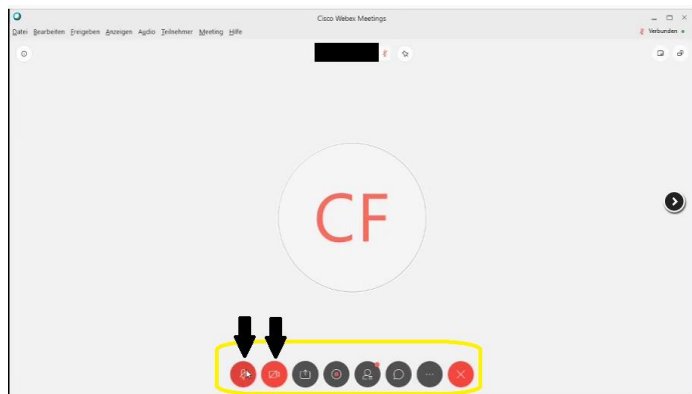 Cisco Webex Meetings
Datei Bearbeiten Freigeben Anzeigen Audio Teilnehmer Meeting Hilfe
Verbunden
CF